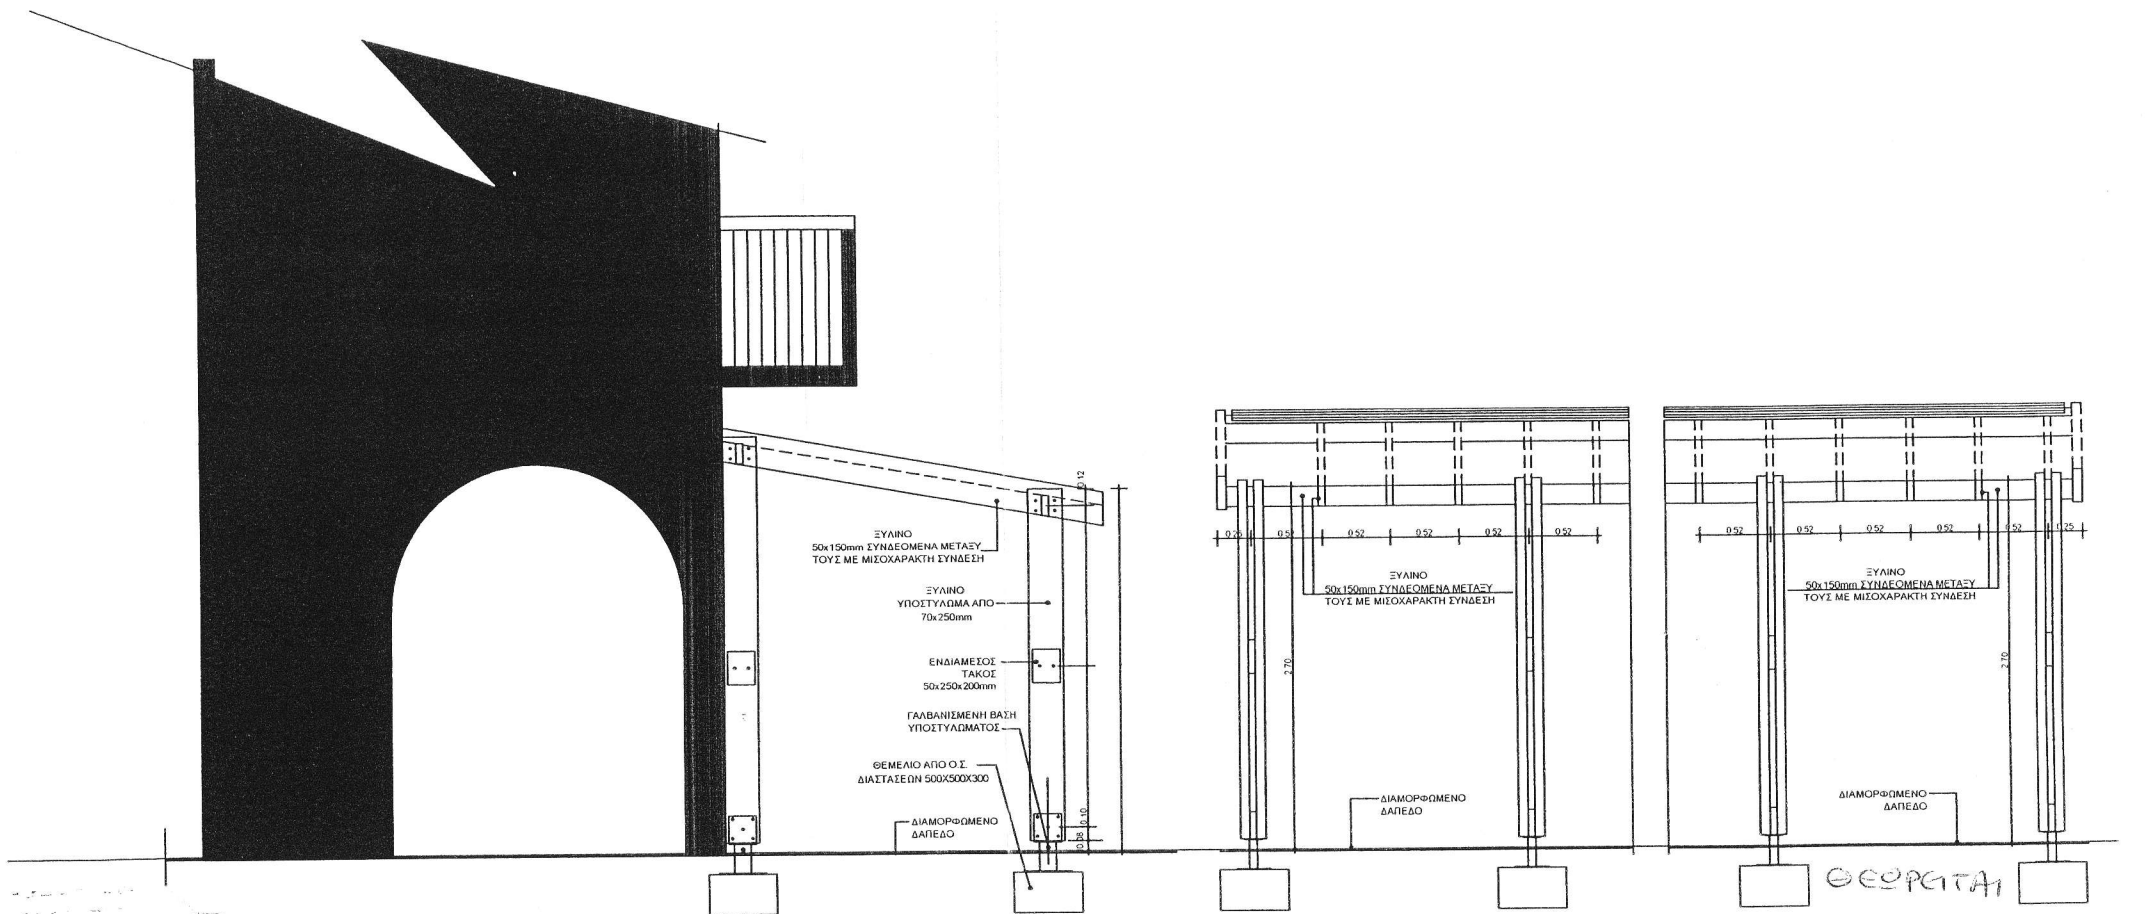 0.12
ΞΥΛΙΝΟ
50x150mm ΣΥΝΔΕΟΜΕΝΑ ΜΕΤΑΞΥ
ΤΟΥΣ ΜΕ ΜΙΣΟΧΑΡΑΚΤΗ ΣΥΝΔΕΣΗ
ΞΥΛΙΝΟ
ΥΠΟΣΤΥΛΩΜΑ ΑΠΟ
70x250mm
ΕΝΔΙΑΜΕΣΟΣ
ΤΑΚΟΣ
50x250x200mm
ΓΑΛΒΑΝΙΣΜΕΝΗ ΒΑΣΗ
ΥΠΟΣΤΥΛΩΜΑΤΟΣ
ΘΕΜΕΛΙΟ ΑΠΟ Ο.Σ.
ΔΙΑΣΤΑΣΕΩΝ 500X500X300
ΔΙΑΜΟΡΦΩΜΕΝΟ
ΔΑΠΕΔΟ
0.10
0.08
0.25 0.52 0.52 0.52 0.52 0.52
ΞΥΛΙΝΟ
50x150mm ΣΥΝΔΕΟΜΕΝΑ ΜΕΤΑΞΥ
ΤΟΥΣ ΜΕ ΜΙΣΟΧΑΡΑΚΤΗ ΣΥΝΔΕΣΗ
2.70
ΔΙΑΜΟΡΦΩΜΕΝΟ
ΔΑΠΕΔΟ
0.52 0.52 0.52 0.52 0.52 0.25
ΞΥΛΙΝΟ
50x150mm ΣΥΝΔΕΟΜΕΝΑ ΜΕΤΑΞΥ
ΤΟΥΣ ΜΕ ΜΙΣΟΧΑΡΑΚΤΗ ΣΥΝΔΕΣΗ
2.70
ΔΙΑΜΟΡΦΩΜΕΝΟ
ΔΑΠΕΔΟ
ΘΕΩΡΕΙΤΑΙ